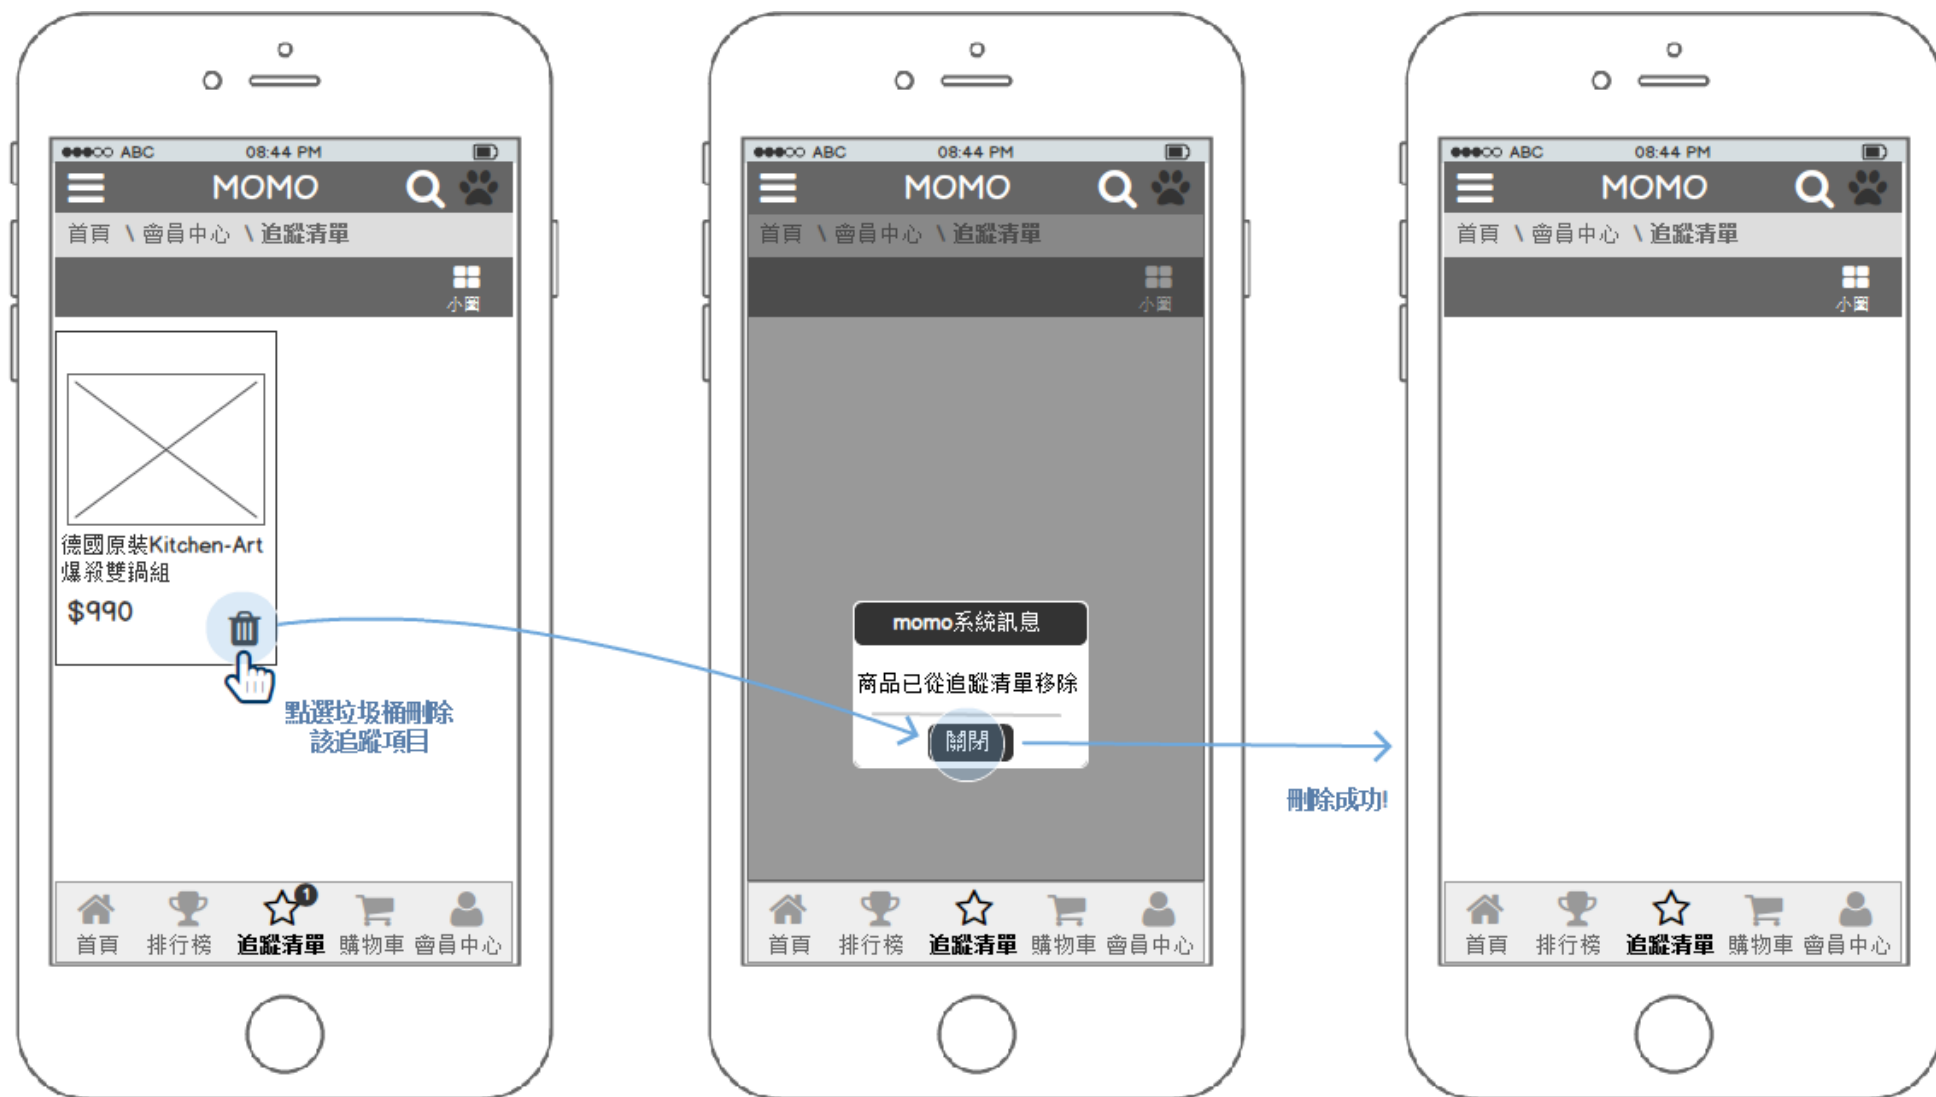 ABC 08:44 PM
MOMO
首頁 \ 會員中心 \ 追蹤清單
小圖
德國原裝Kitchen-Art
爆殺雙鍋組
$990
點選垃圾桶刪除
該追蹤項目
1
首頁 排行榜 追蹤清單 購物車 會員中心
ABC 08:44 PM
MOMO
首頁 \ 會員中心 \ 追蹤清單
小圖
momo系統訊息
商品已從追蹤清單移除
關閉
首頁 排行榜 追蹤清單 購物車 會員中心
刪除成功!
ABC 08:44 PM
MOMO
首頁 \ 會員中心 \ 追蹤清單
小圖
首頁 排行榜 追蹤清單 購物車 會員中心